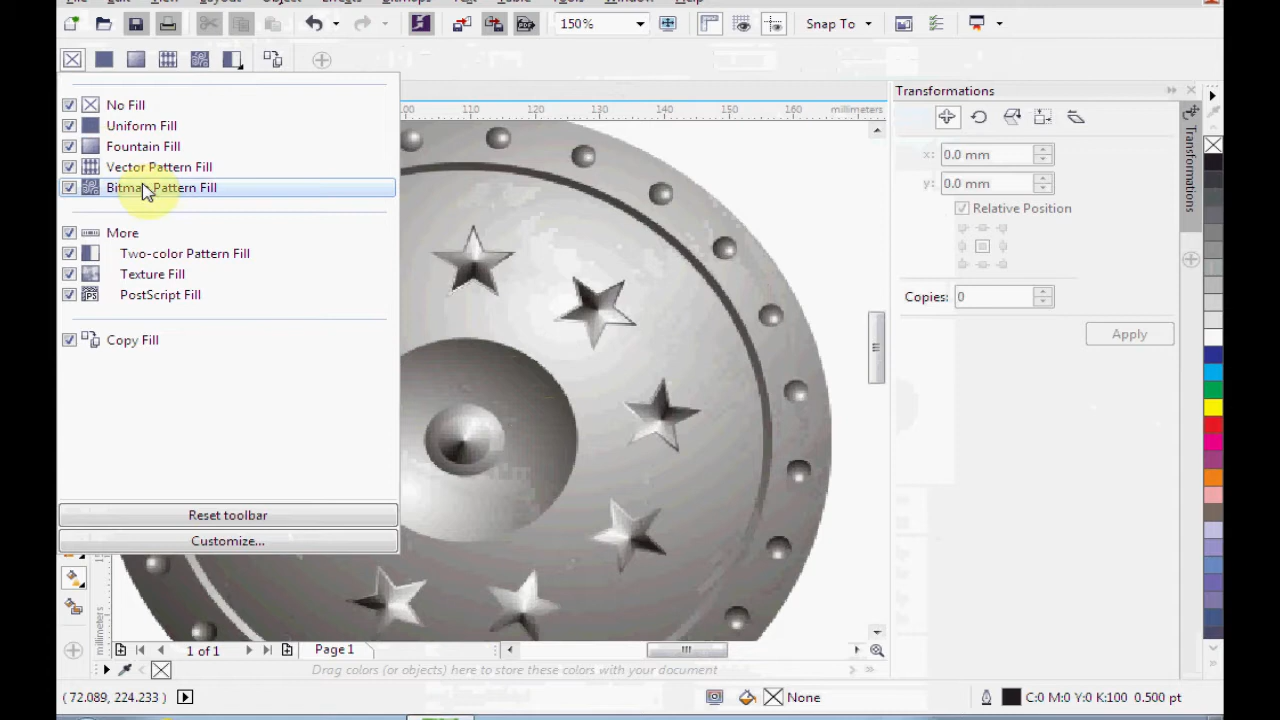 150%
Snap To
No Fill
Uniform Fill
Fountain Fill
Vector Pattern Fill
Bitmap Pattern Fill
More
Two-color Pattern Fill
Texture Fill
PS
PostScript Fill
Copy Fill
Reset toolbar
Customize...
100 110 120 130 140 150 160 millimeters
millimeters
Transformations
x: 0.0 mm
y: 0.0 mm
Relative Position
Copies: 0
Apply
Transformations
1 of 1
Page 1
Drag colors (or objects) here to store these colors with your document
( 72.089, 224.233 )
None
C:0 M:0 Y:0 K:100 0.500 pt